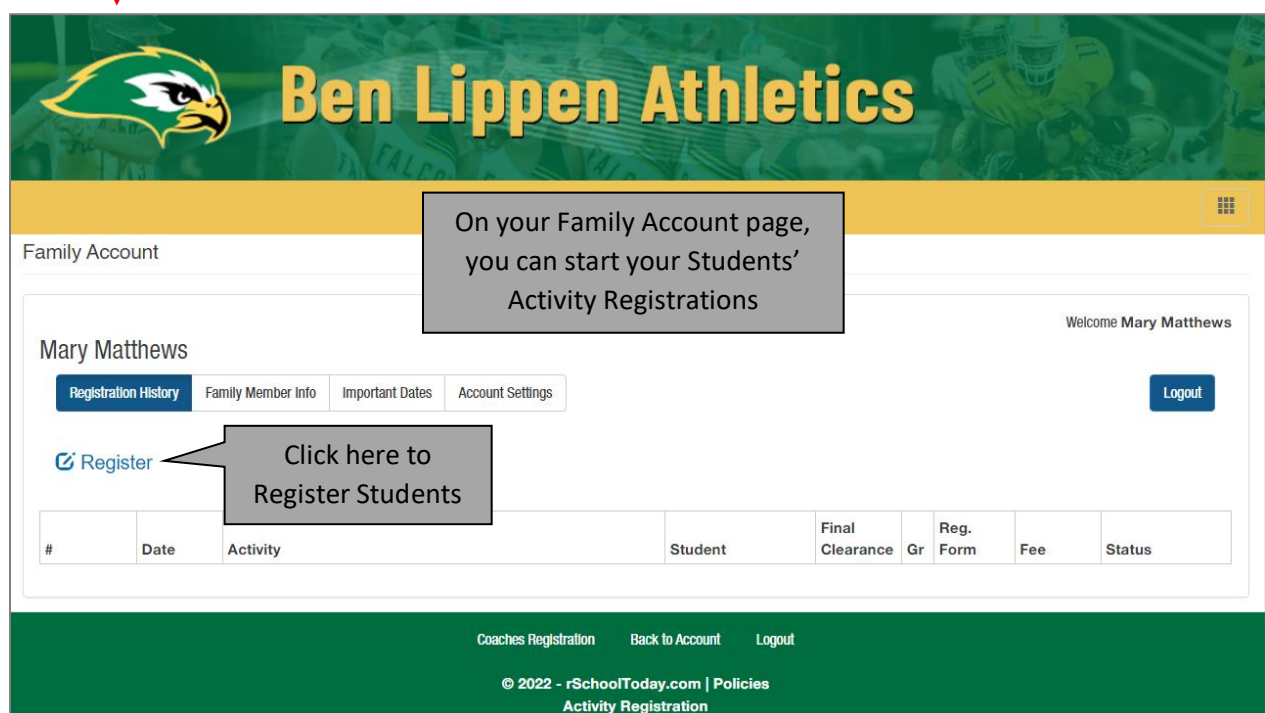 Ben Lippen Athletics
FALCO
On your Family Account page,
you can start your Students’
Activity Registrations
Family Account
Welcome Mary Matthews
Mary Matthews
Registration History Family Member Info Important Dates Account Settings Logout
Register
Click here to
Register Students
# Date Activity Student Final Clearance Gr Reg. Form Fee Status
Coaches Registration Back to Account Logout
© 2022 - rSchoolToday.com | Policies
Activity Registration